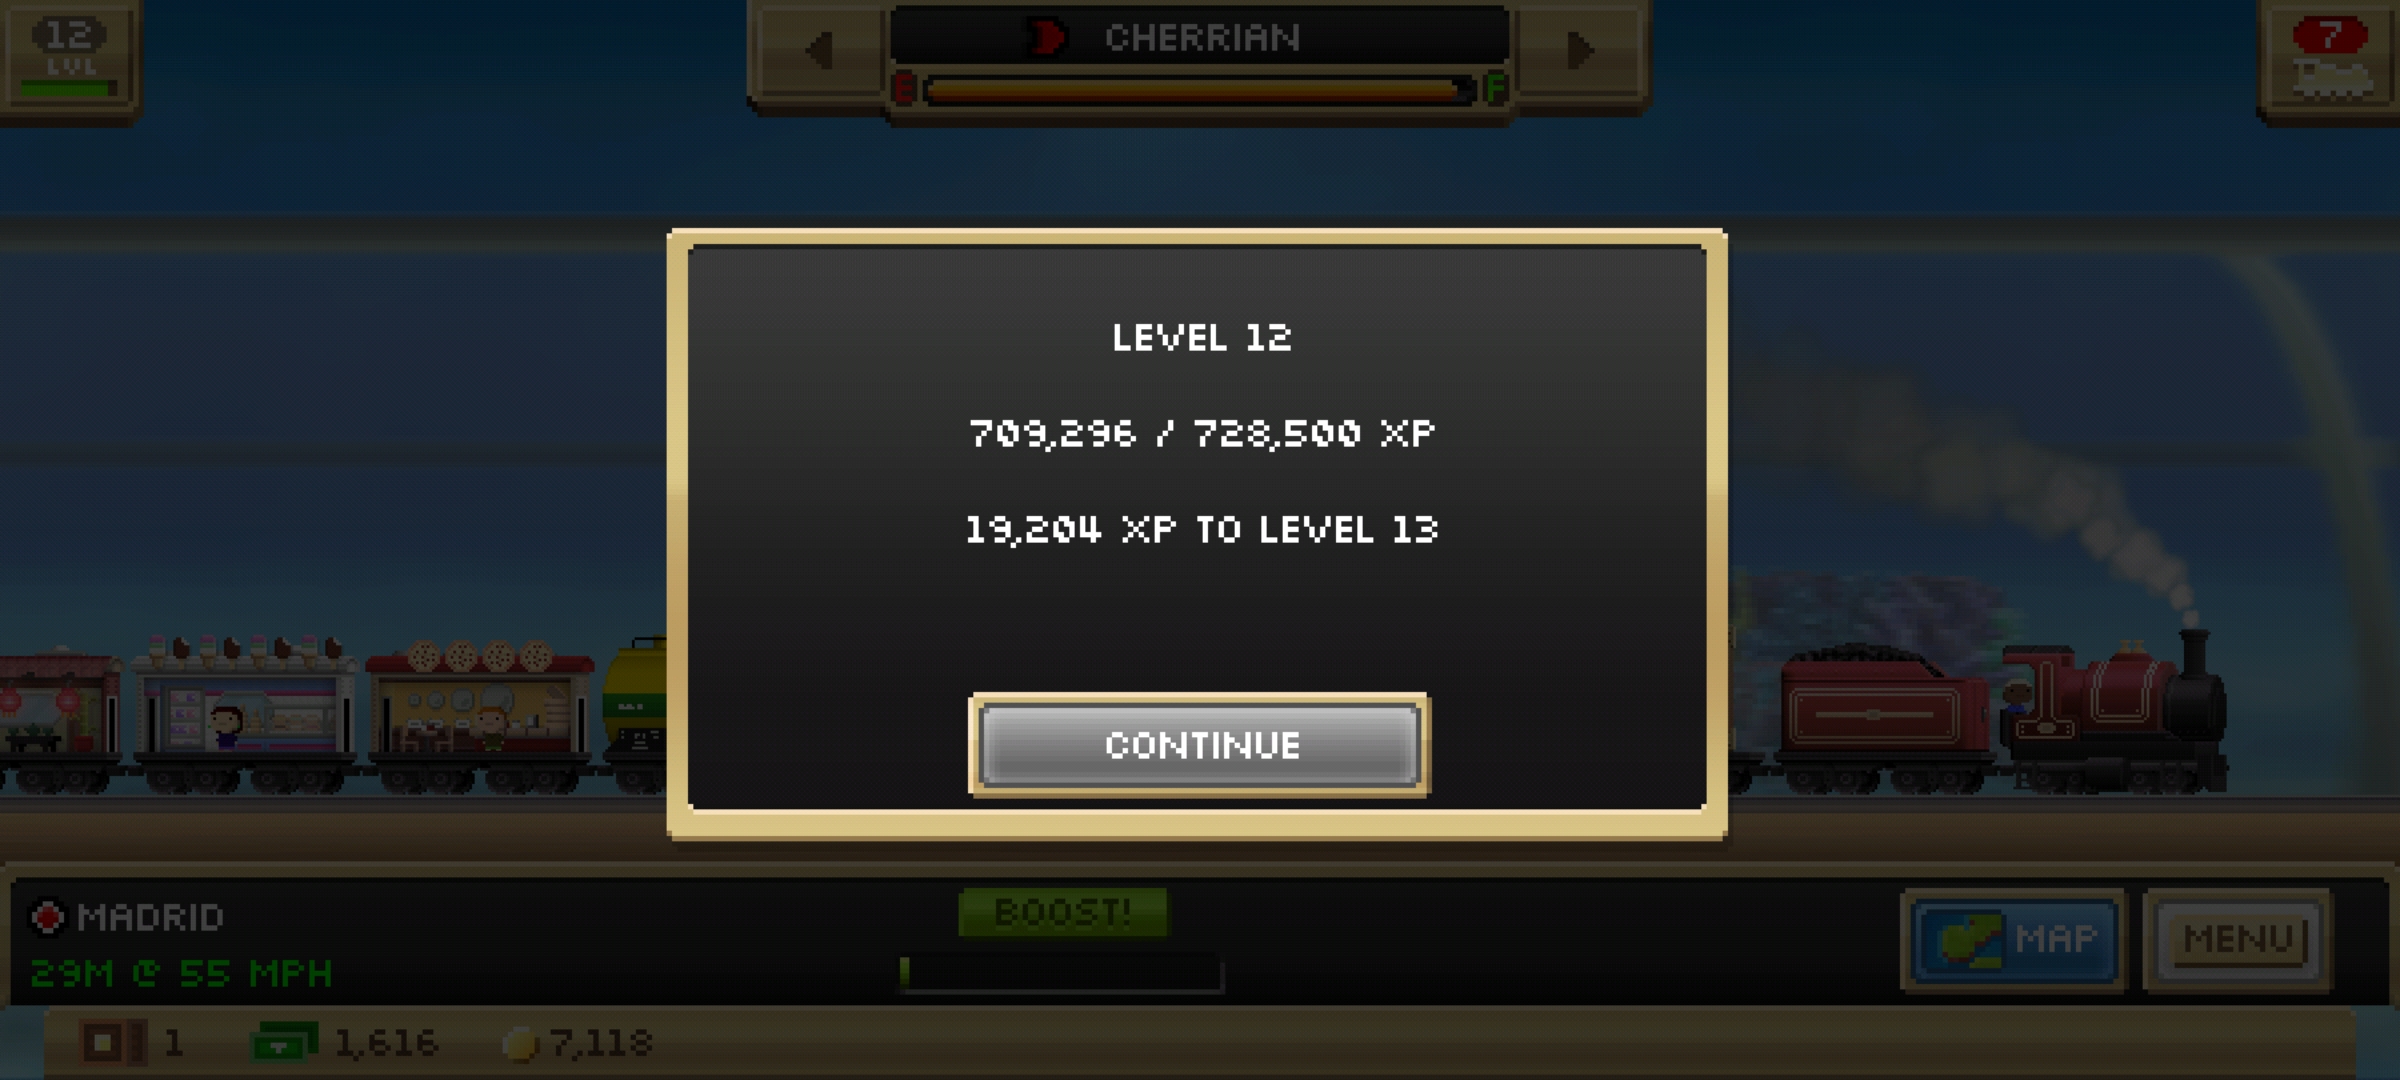 12
LVL
CHERRIAN
E
F
7
LEVEL 12
709,296 / 728,500 XP
19,204 XP TO LEVEL 13
CONTINUE
MADRID
29M @ 55 MPH
BOOST!
MAP
MENU
1
1,616
7,118